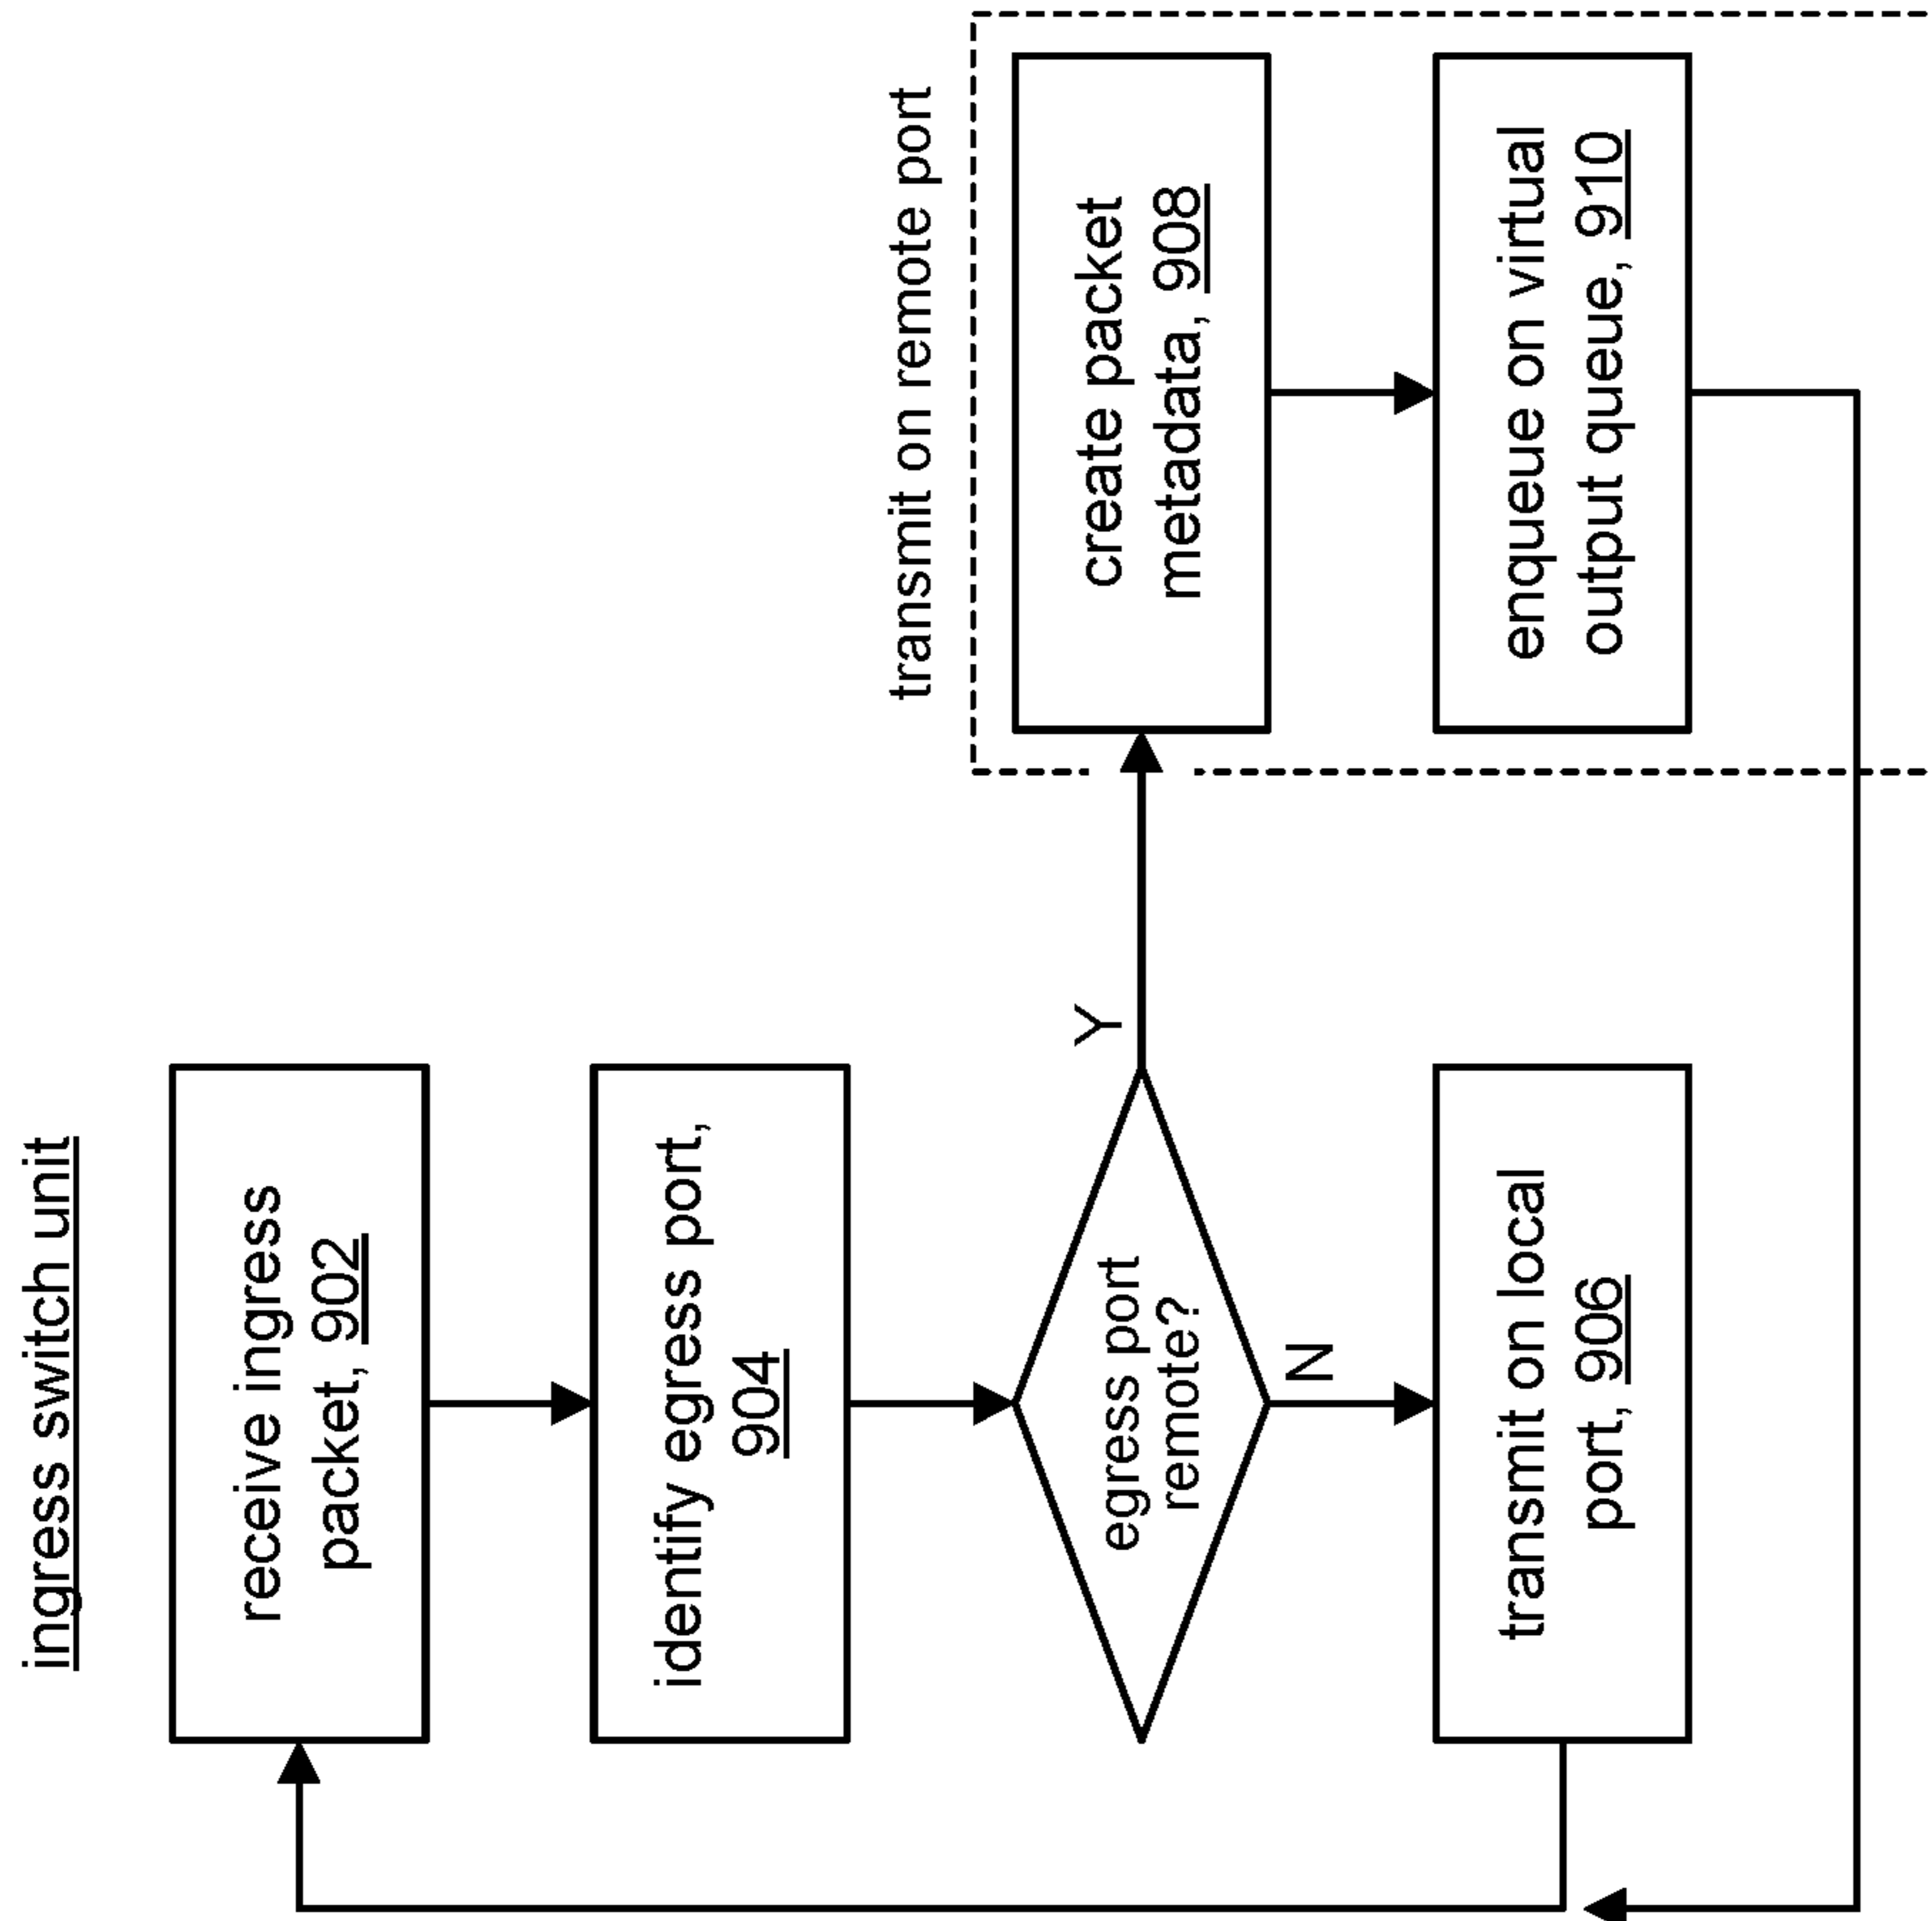 ingress switch unit
receive ingress
packet, 902
identify egress port,
904
egress port
remote?
Y
N
transmit on local
port, 906
transmit on remote port
create packet
metadata, 908
enqueue on virtual
output queue, 910